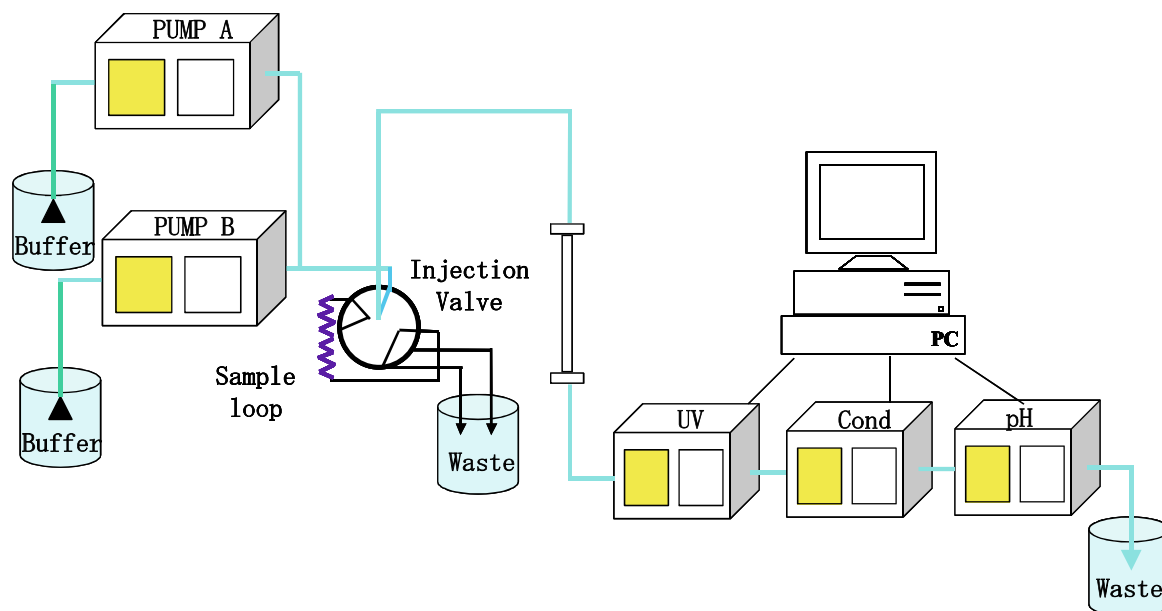 PUMP A
Buffer
PUMP B
Buffer
Injection
Valve
Sample
loop
Waste
PC
UV
Cond
pH
Waste